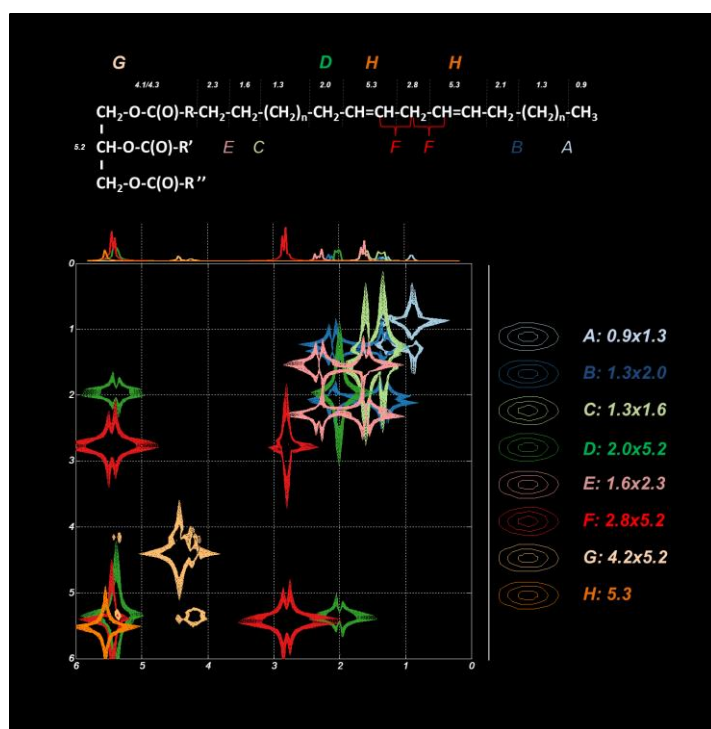 G D H H
4.1/4.3 2.3 1.6 1.3 2.0 5.3 2.8 5.3 2.1 1.3 0.9
CH₂-O-C(O)-R-CH₂-CH₂-(CH₂)n-CH₂-CH=CH-CH₂-CH=CH-CH₂-(CH₂)n-CH₃
5.2 CH-O-C(O)-R’ E C F F B A
CH₂-O-C(O)-R”
0
1
2
3
4
5
6
6 5 4 3 2 1 0
A: 0.9x1.3
B: 1.3x2.0
C: 1.3x1.6
D: 2.0x5.2
E: 1.6x2.3
F: 2.8x5.2
G: 4.2x5.2
H: 5.3